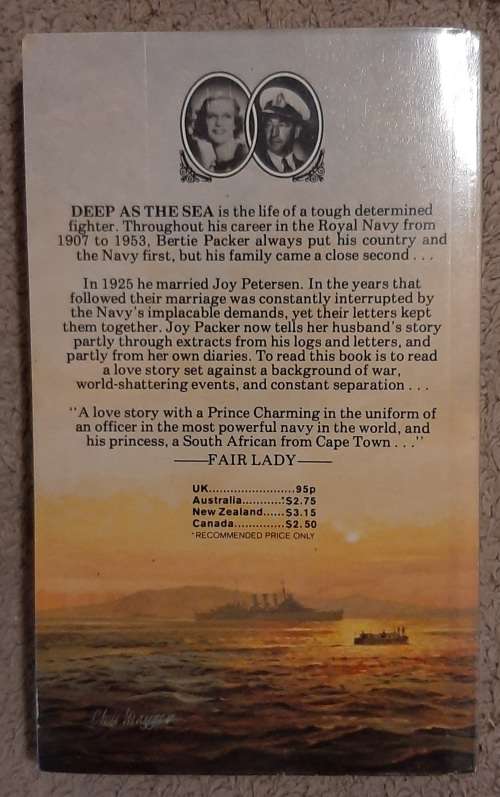 DEEP AS THE SEA is the life of a tough determined
fighter. Throughout his career in the Royal Navy from
1907 to 1953, Bertie Packer always put his country and
the Navy first, but his family came a close second . . .
In 1925 he married Joy Petersen. In the years that
followed their marriage was constantly interrupted by
the Navy's implacable demands, yet their letters kept
them together. Joy Packer now tells her husband's story
partly through extracts from his logs and letters, and
partly from her own diaries. To read this book is to read
a love story set against a background of war,
world-shattering events, and constant separation . . .
"A love story with a Prince Charming in the uniform of
an officer in the most powerful navy in the world, and
his princess, a South African from Cape Town . . ."
——FAIR LADY——
UK........................95p
Australia..........*$2.75
New Zealand......$3.15
Canada..............$2.50
*RECOMMENDED PRICE ONLY